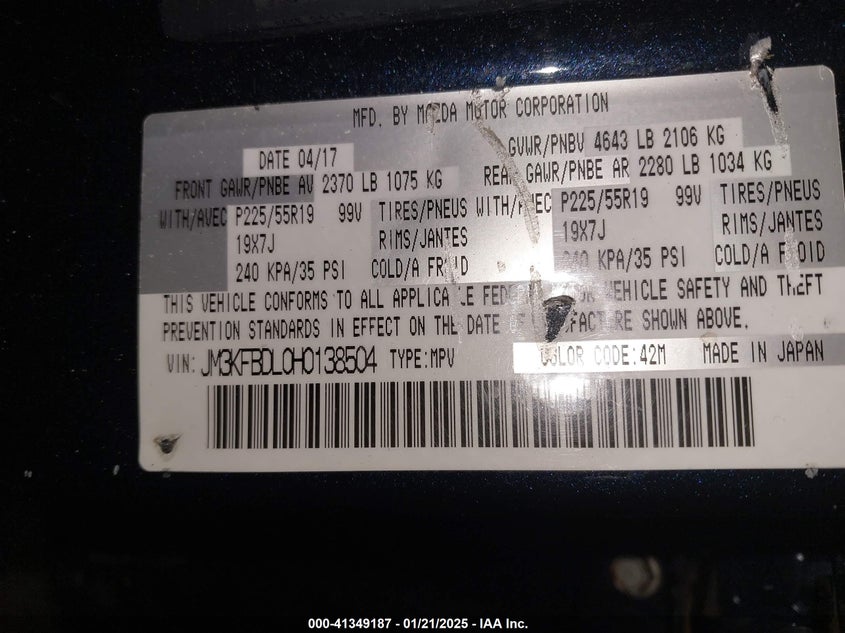 MFD. BY MAZDA MOTOR CORPORATION
DATE 04/17 GVWR/PNBV 4643 LB 2106 KG
FRONT GAWR/PNBE AV 2370 LB 1075 KG REAR GAWR/PNBE AR 2280 LB 1034 KG
WITH/AVEC P225/55R19 99V TIRES/PNEUS WITH/AVEC P225/55R19 99V TIRES/PNEUS
19X7J RIMS/JANTES 19X7J RIMS/JANTES
240 KPA/35 PSI COLD/A FROID 240 KPA/35 PSI COLD/A FROID
THIS VEHICLE CONFORMS TO ALL APPLICABLE FEDERAL MOTOR VEHICLE SAFETY AND THEFT
PREVENTION STANDARDS IN EFFECT ON THE DATE OF MANUFACTURE SHOWN ABOVE.
VIN: JM3KFBDL0H0138504 TYPE:MPV COLOR CODE:42M MADE IN JAPAN
000-41349187 - 01/21/2025 - IAA Inc.